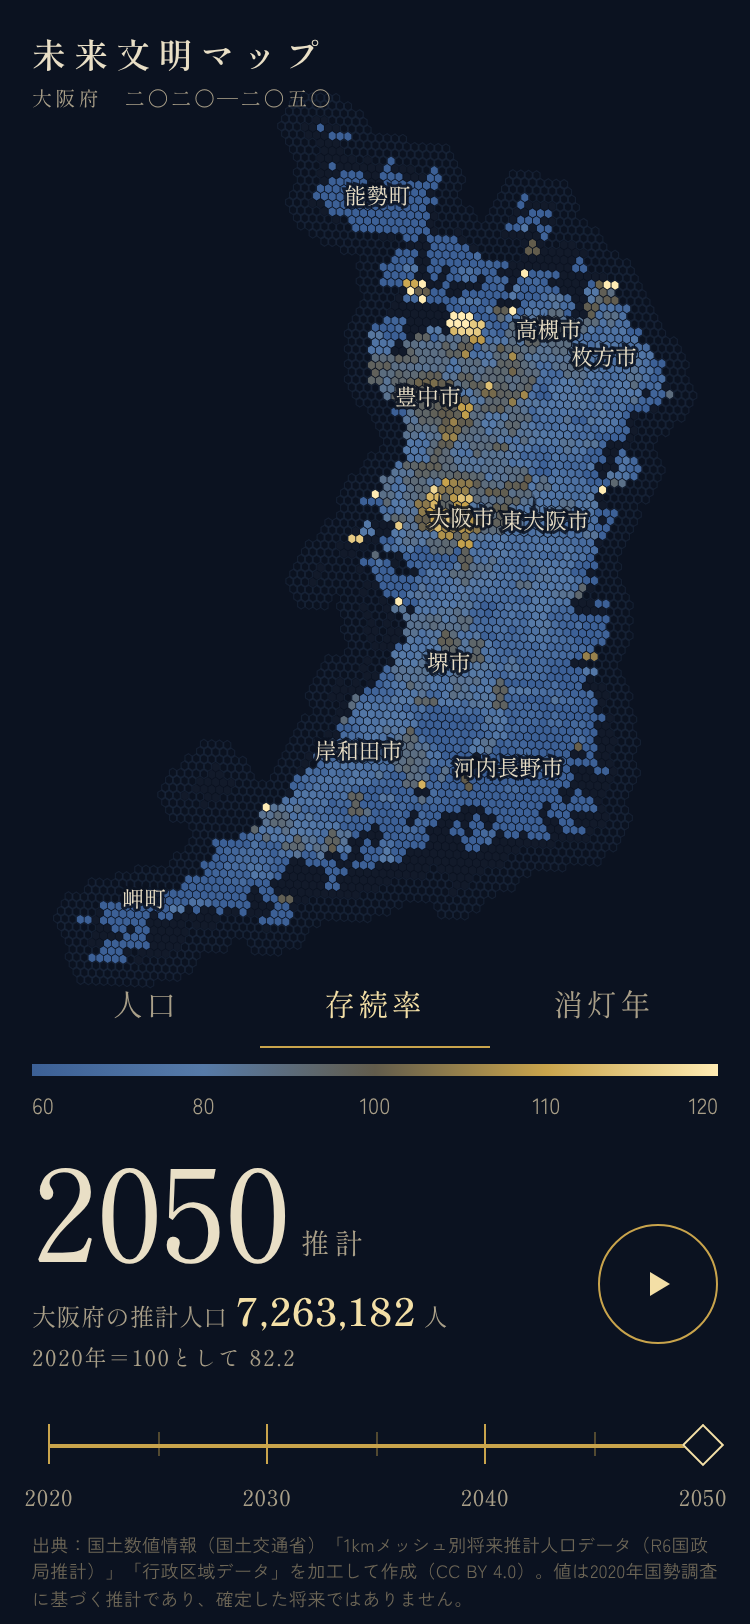 未来文明マップ
大阪府　二〇二〇—二〇五〇
能勢町
高槻市
枚方市
豊中市
大阪市
東大阪市
堺市
岸和田市
河内長野市
岬町
人口
存続率
消灯年
60 80 100 110 120
2050 推計
大阪府の推計人口 7,263,182 人
2020年＝100として 82.2
2020 2030 2040 2050
出典：国土数値情報（国土交通省）「1kmメッシュ別将来推計人口データ（R6国政
局推計）」「行政区域データ」を加工して作成（CC BY 4.0）。値は2020年国勢調査
に基づく推計であり、確定した将来ではありません。